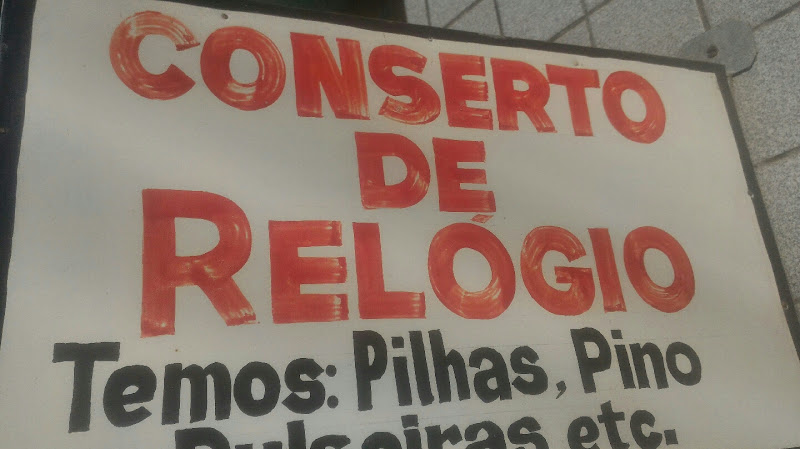 CONSERTO
DE
RELÓGIO
Temos: Pilhas, Pino
Pulseiras etc.